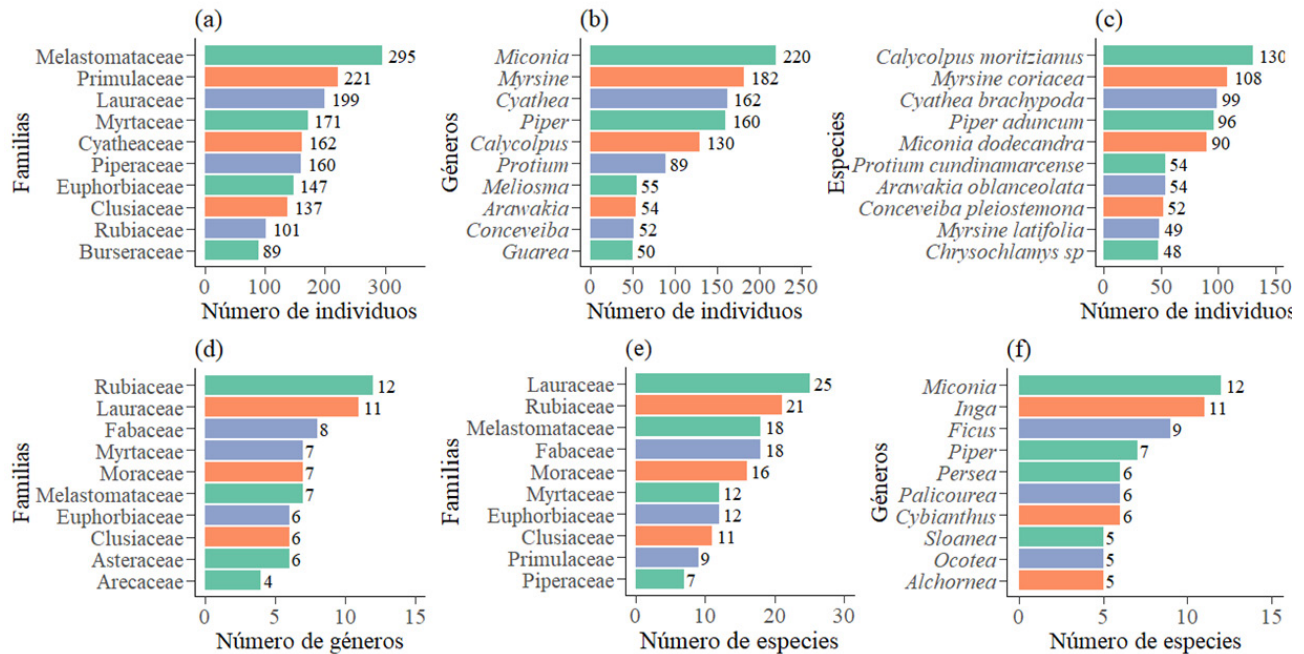 (a)
Familias
Melastomataceae 295
Primulaceae 221
Lauraceae 199
Myrtaceae 171
Cyatheaceae 162
Piperaceae 160
Euphorbiaceae 147
Clusiaceae 137
Rubiaceae 101
Burseraceae 89
0 100 200 300
Número de individuos
(b)
Géneros
Miconia 220
Myrsine 182
Cyathea 162
Piper 160
Calycolpus 130
Protium 89
Meliosma 55
Arawakia 54
Conceveiba 52
Guarea 50
0 50 100 150 200 250
Número de individuos
(c)
Especies
Calycolpus moritzianus 130
Myrsine coriacea 108
Cyathea brachypoda 99
Piper aduncum 96
Miconia dodecandra 90
Protium cundinamarcense 54
Arawakia oblanceolata 54
Conceveiba pleiostemona 52
Myrsine latifolia 49
Chrysochlamys sp 48
0 50 100 150
Número de individuos
(d)
Familias
Rubiaceae 12
Lauraceae 11
Fabaceae 8
Myrtaceae 7
Moraceae 7
Melastomataceae 7
Euphorbiaceae 6
Clusiaceae 6
Asteraceae 6
Arecaceae 4
0 5 10 15
Número de géneros
(e)
Familias
Lauraceae 25
Rubiaceae 21
Melastomataceae 18
Fabaceae 18
Moraceae 16
Myrtaceae 12
Euphorbiaceae 12
Clusiaceae 11
Primulaceae 9
Piperaceae 7
0 10 20 30
Número de especies
(f)
Géneros
Miconia 12
Inga 11
Ficus 9
Piper 7
Persea 6
Palicourea 6
Cybianthus 6
Sloanea 5
Ocotea 5
Alchornea 5
0 5 10 15
Número de especies